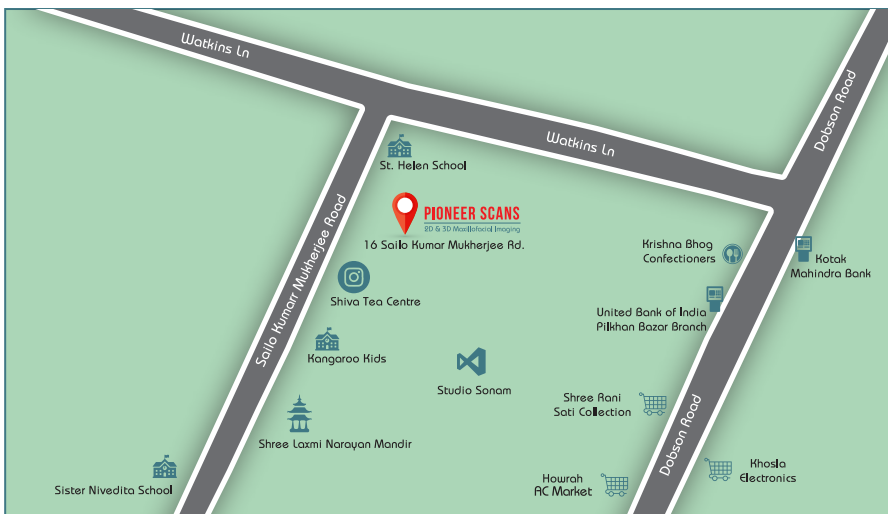 Watkins Ln
Dobson Road
Watkins Ln
St. Helen School
PIONEER SCANS
2D & 3D Maxillofacial Imaging
16 Sailo Kumar Mukherjee Rd.
Krishna Bhog
Confectioners
Kotak
Mahindra Bank
Sailo Kumarr Mukherjee Road
Shiva Tea Centre
United Bank of India
Pilkhan Bazar Branch
Kangaroo Kids
Studio Sonam
Shree Rani
Sati Collection
Dobson Road
Shree Laxmi Narayan Mandir
Khosla
Electronics
Howrah
AC Market
Sister Nivedita School